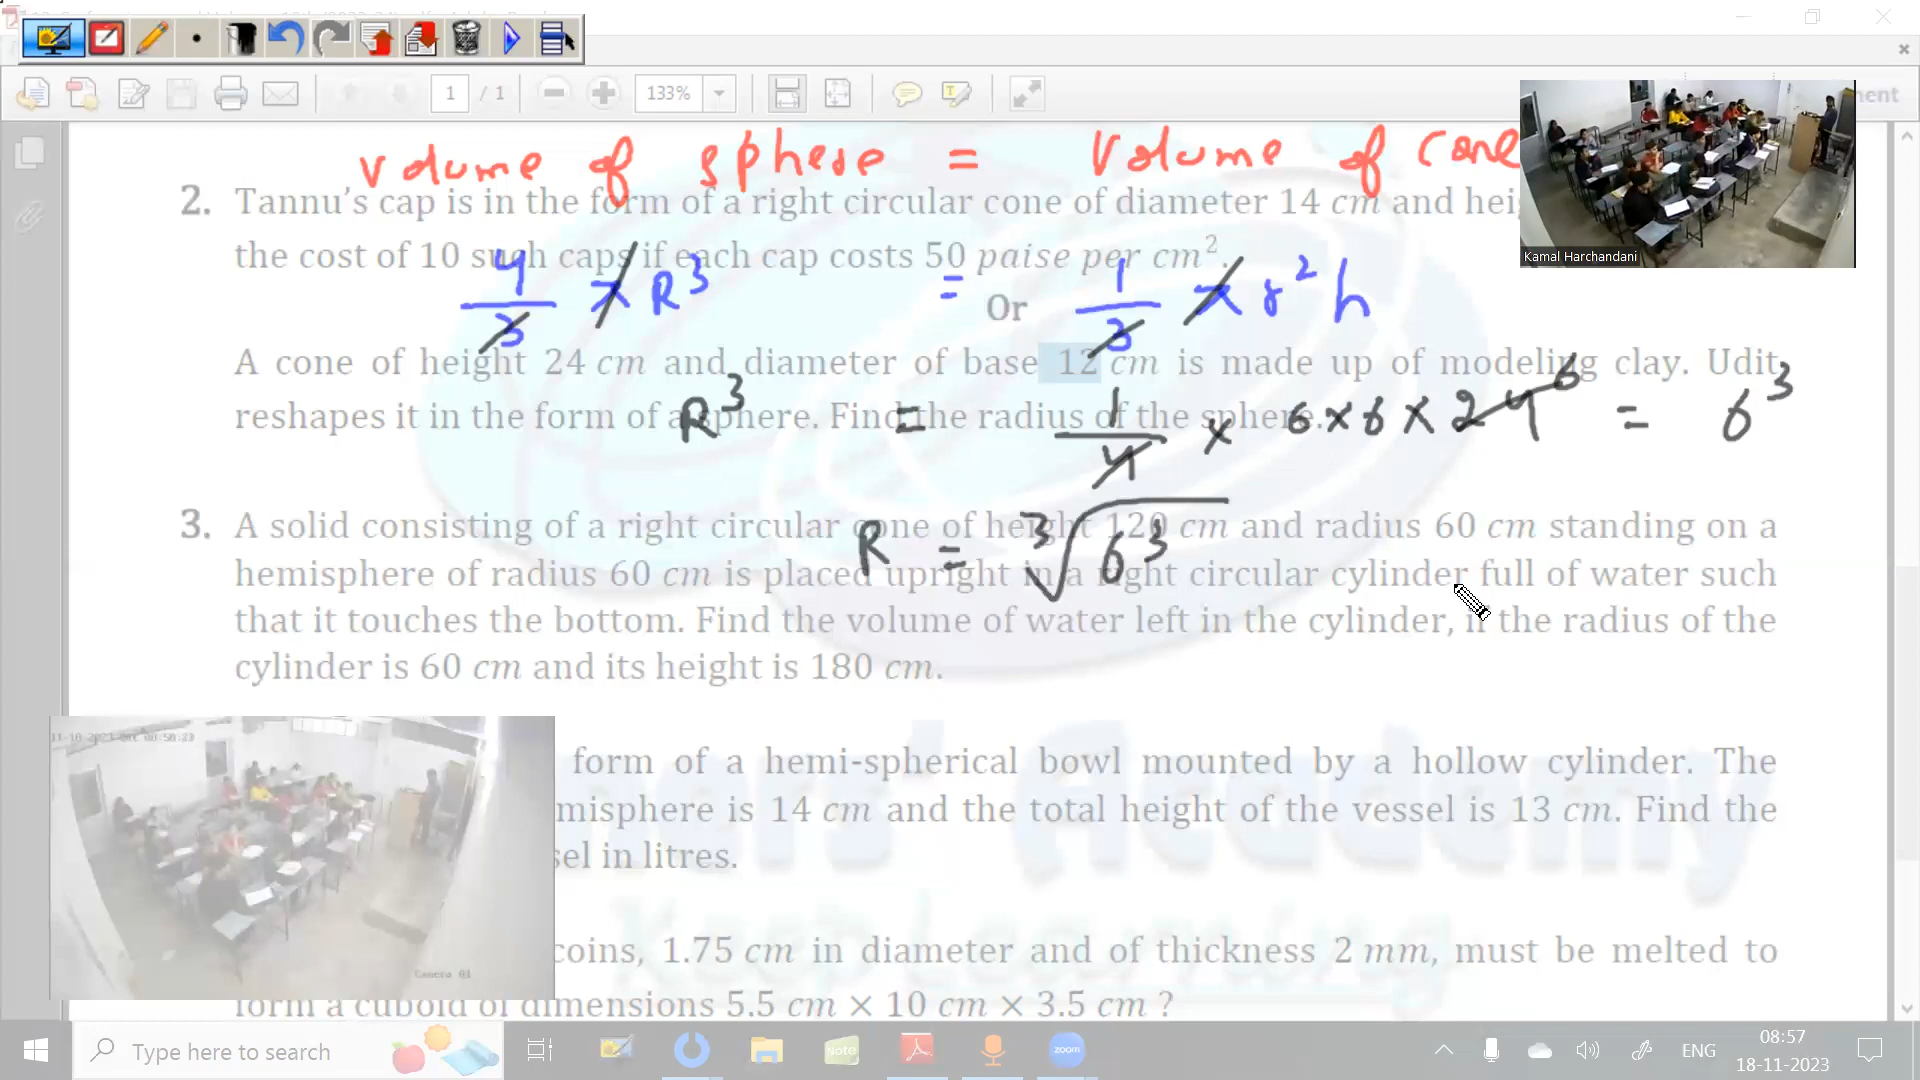 1 / 1
133%
Volume of sphere = Volume of cone
Kamal Harchandani
2. Tannu's cap is in the form of a right circular cone of diameter 14 cm and
the cost of 10 such caps if each cap costs 50 paise per cm².
4/3 π R³ = 1/3 π r² h
Or
A cone of height 24 cm and diameter of base 12 cm is made up of modeling clay. Udit
reshapes it in the form of a sphere. Find the radius of the sphere.
R³ = 1/4 × 6 × 6 × 24 6 = 6³
3. A solid consisting of a right circular cone of height 120 cm and radius 60 cm standing on a
hemisphere of radius 60 cm is placed upright in a right circular cylinder full of water such
that it touches the bottom. Find the volume of water left in the cylinder, if the radius of the
cylinder is 60 cm and its height is 180 cm.
R = ∛6³
form of a hemi-spherical bowl mounted by a hollow cylinder. The
misphere is 14 cm and the total height of the vessel is 13 cm. Find the
sel in litres.
Academy
Keep Learning
coins, 1.75 cm in diameter and of thickness 2 mm, must be melted to
form a cuboid of dimensions 5.5 cm × 10 cm × 3.5 cm ?
Camera 01
Type here to search
Note
zoom
ENG
08:57
18-11-2023